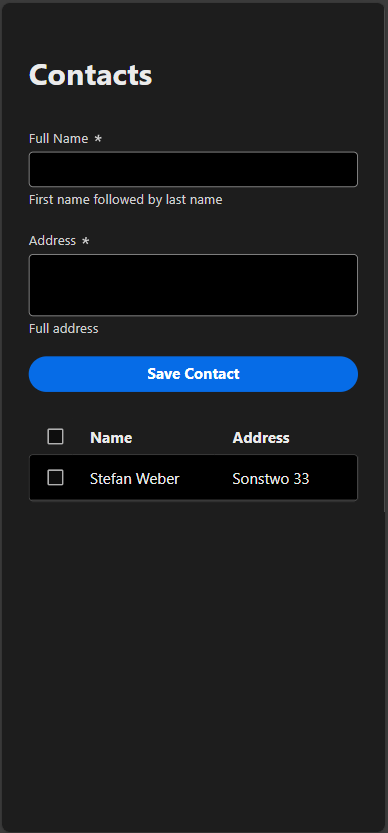 Contacts
Full Name *
First name followed by last name
Address *
Full address
Save Contact
Name Address
Stefan Weber Sonstwo 33